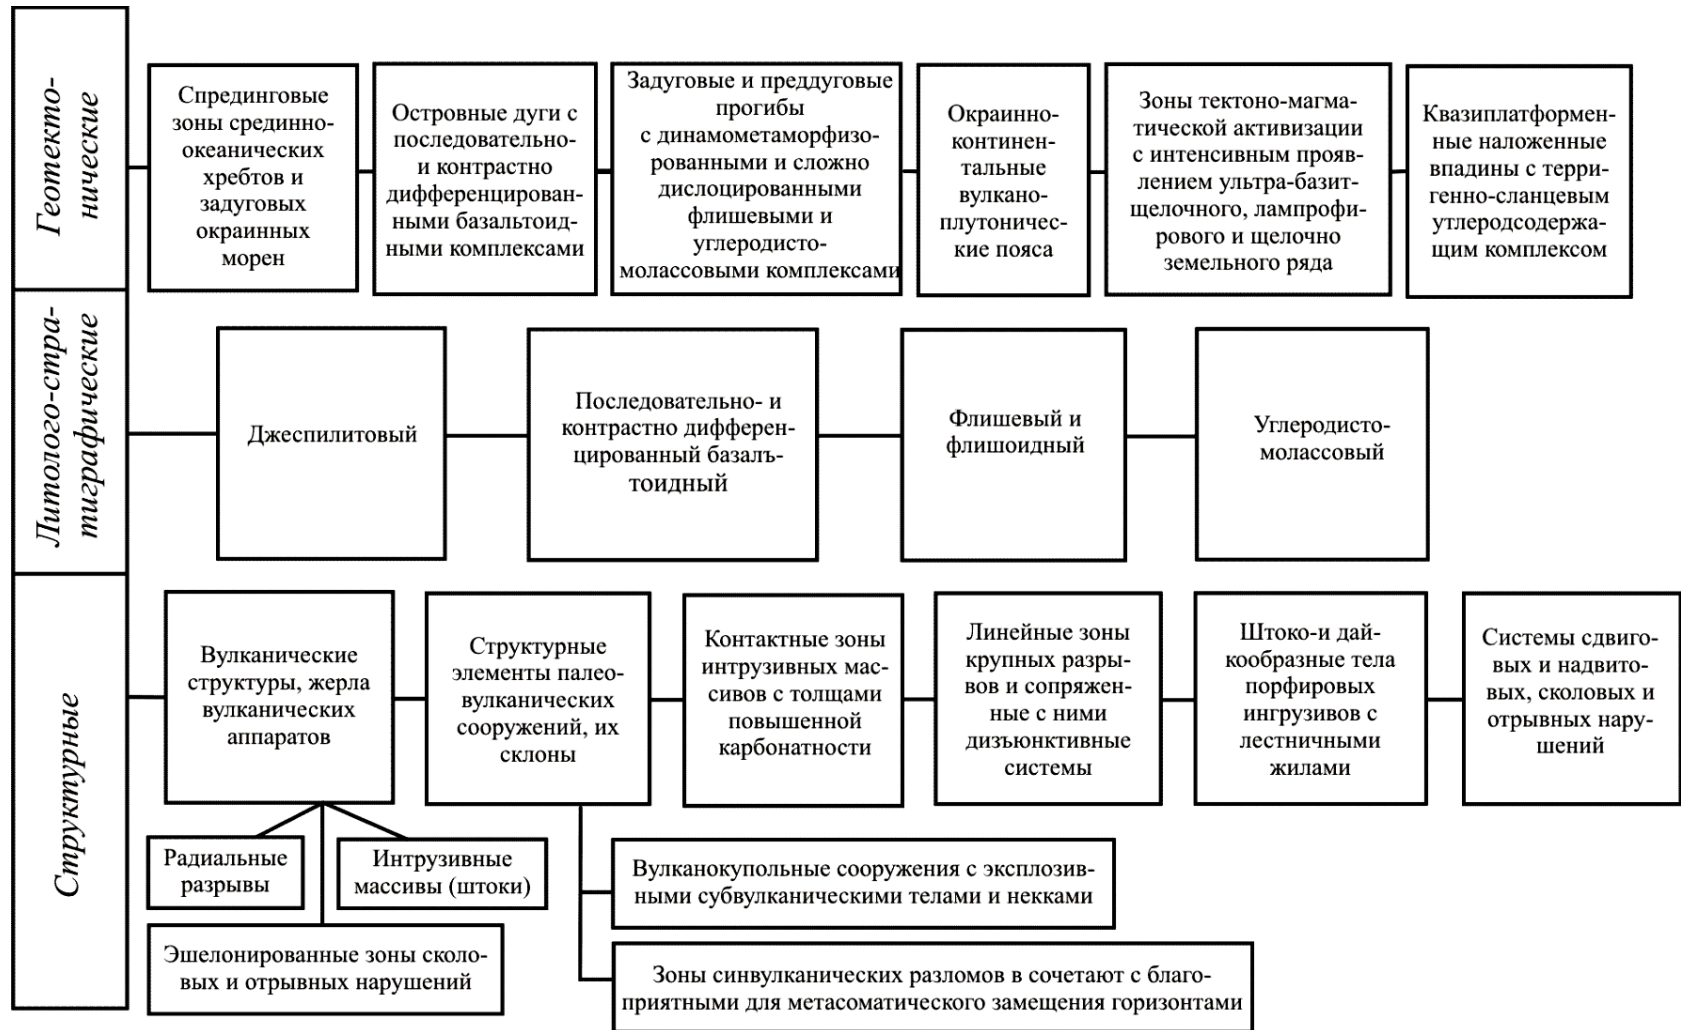 Геотекто-
нические
Спрединговые
зоны срединно-
океанических
хребтов и
задуговых
окраинных
морен
Островные дуги с
последовательно-
и контрастно
дифференцирован-
ными базальтоид-
ными комплексами
Задуговые и преддуговые
прогибы
с динамометаморфизо-
рованными и сложно
дислоцированными
флишевыми и
углеродисто-
молассовыми комплексами
Окраинно-
континен-
тальные
вулкано-
плутоничес-
кие пояса
Зоны тектоно-магма-
тической активизации
с интенсивным прояв-
лением ультра-базит-
щелочного, лампрофи-
рового и щелочно
земельного ряда
Квазиплатформен-
ные наложенные
впадины с терри-
генно-сланцевым
углеродсодержа-
щим комплексом
Литолого-стра-
тиграфические
Джеспилитовый
Последовательно- и
контрастно дифферен-
цированный базалъ-
тоидный
Флишевый и
флишоидный
Углеродисто-
молассовый
Структурные
Вулканические
структуры, жерла
вулканических
аппаратов
Структурные
элементы палео-
вулканических
сооружений, их
склоны
Контактные зоны
интрузивных мас-
сивов с толщами
повышенной
карбонатности
Линейные зоны
крупных разры-
вов и сопряжен-
ные с ними
дизъюнктивные
системы
Штоко-и дай-
кообразные тела
порфировых
ингрузивов с
лестничными
жилами
Системы сдвиго-
вых и надвито-
вых, сколовых и
отрывных нару-
шений
Радиальные
разрывы
Интрузивные
массивы (штоки)
Эшелонированные зоны сколо-
вых и отрывных нарушений
Вулканокупольные сооружения с эксплозив-
ными субвулканическими телами и некками
Зоны синвулканических разломов в сочетают с благо-
приятными для метасоматического замещения горизонтами